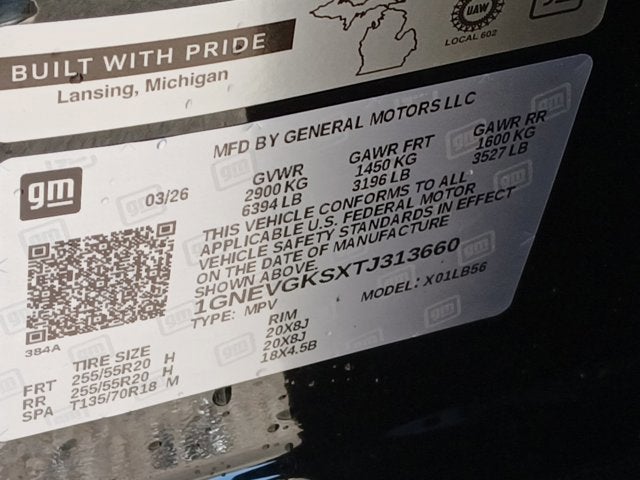 BUILT WITH PRIDE
Lansing, Michigan
UAW
LOCAL 602
gm
MFD BY GENERAL MOTORS LLC
03/26
GVWR GAWR FRT GAWR RR
2900 KG 1450 KG 1600 KG
6394 LB 3196 LB 3527 LB
THIS VEHICLE CONFORMS TO ALL
APPLICABLE U.S. FEDERAL MOTOR
VEHICLE SAFETY STANDARDS IN EFFECT
ON THE DATE OF MANUFACTURE
SHOWN ABOVE.
1GNEVGKSXTJ313660
TYPE: MPV MODEL: X01LB56
384A
TIRE SIZE RIM
FRT 255/55R20 H 20X8J
RR 255/55R20 H 20X8J
SPA T135/70R18 M 18X4.5B